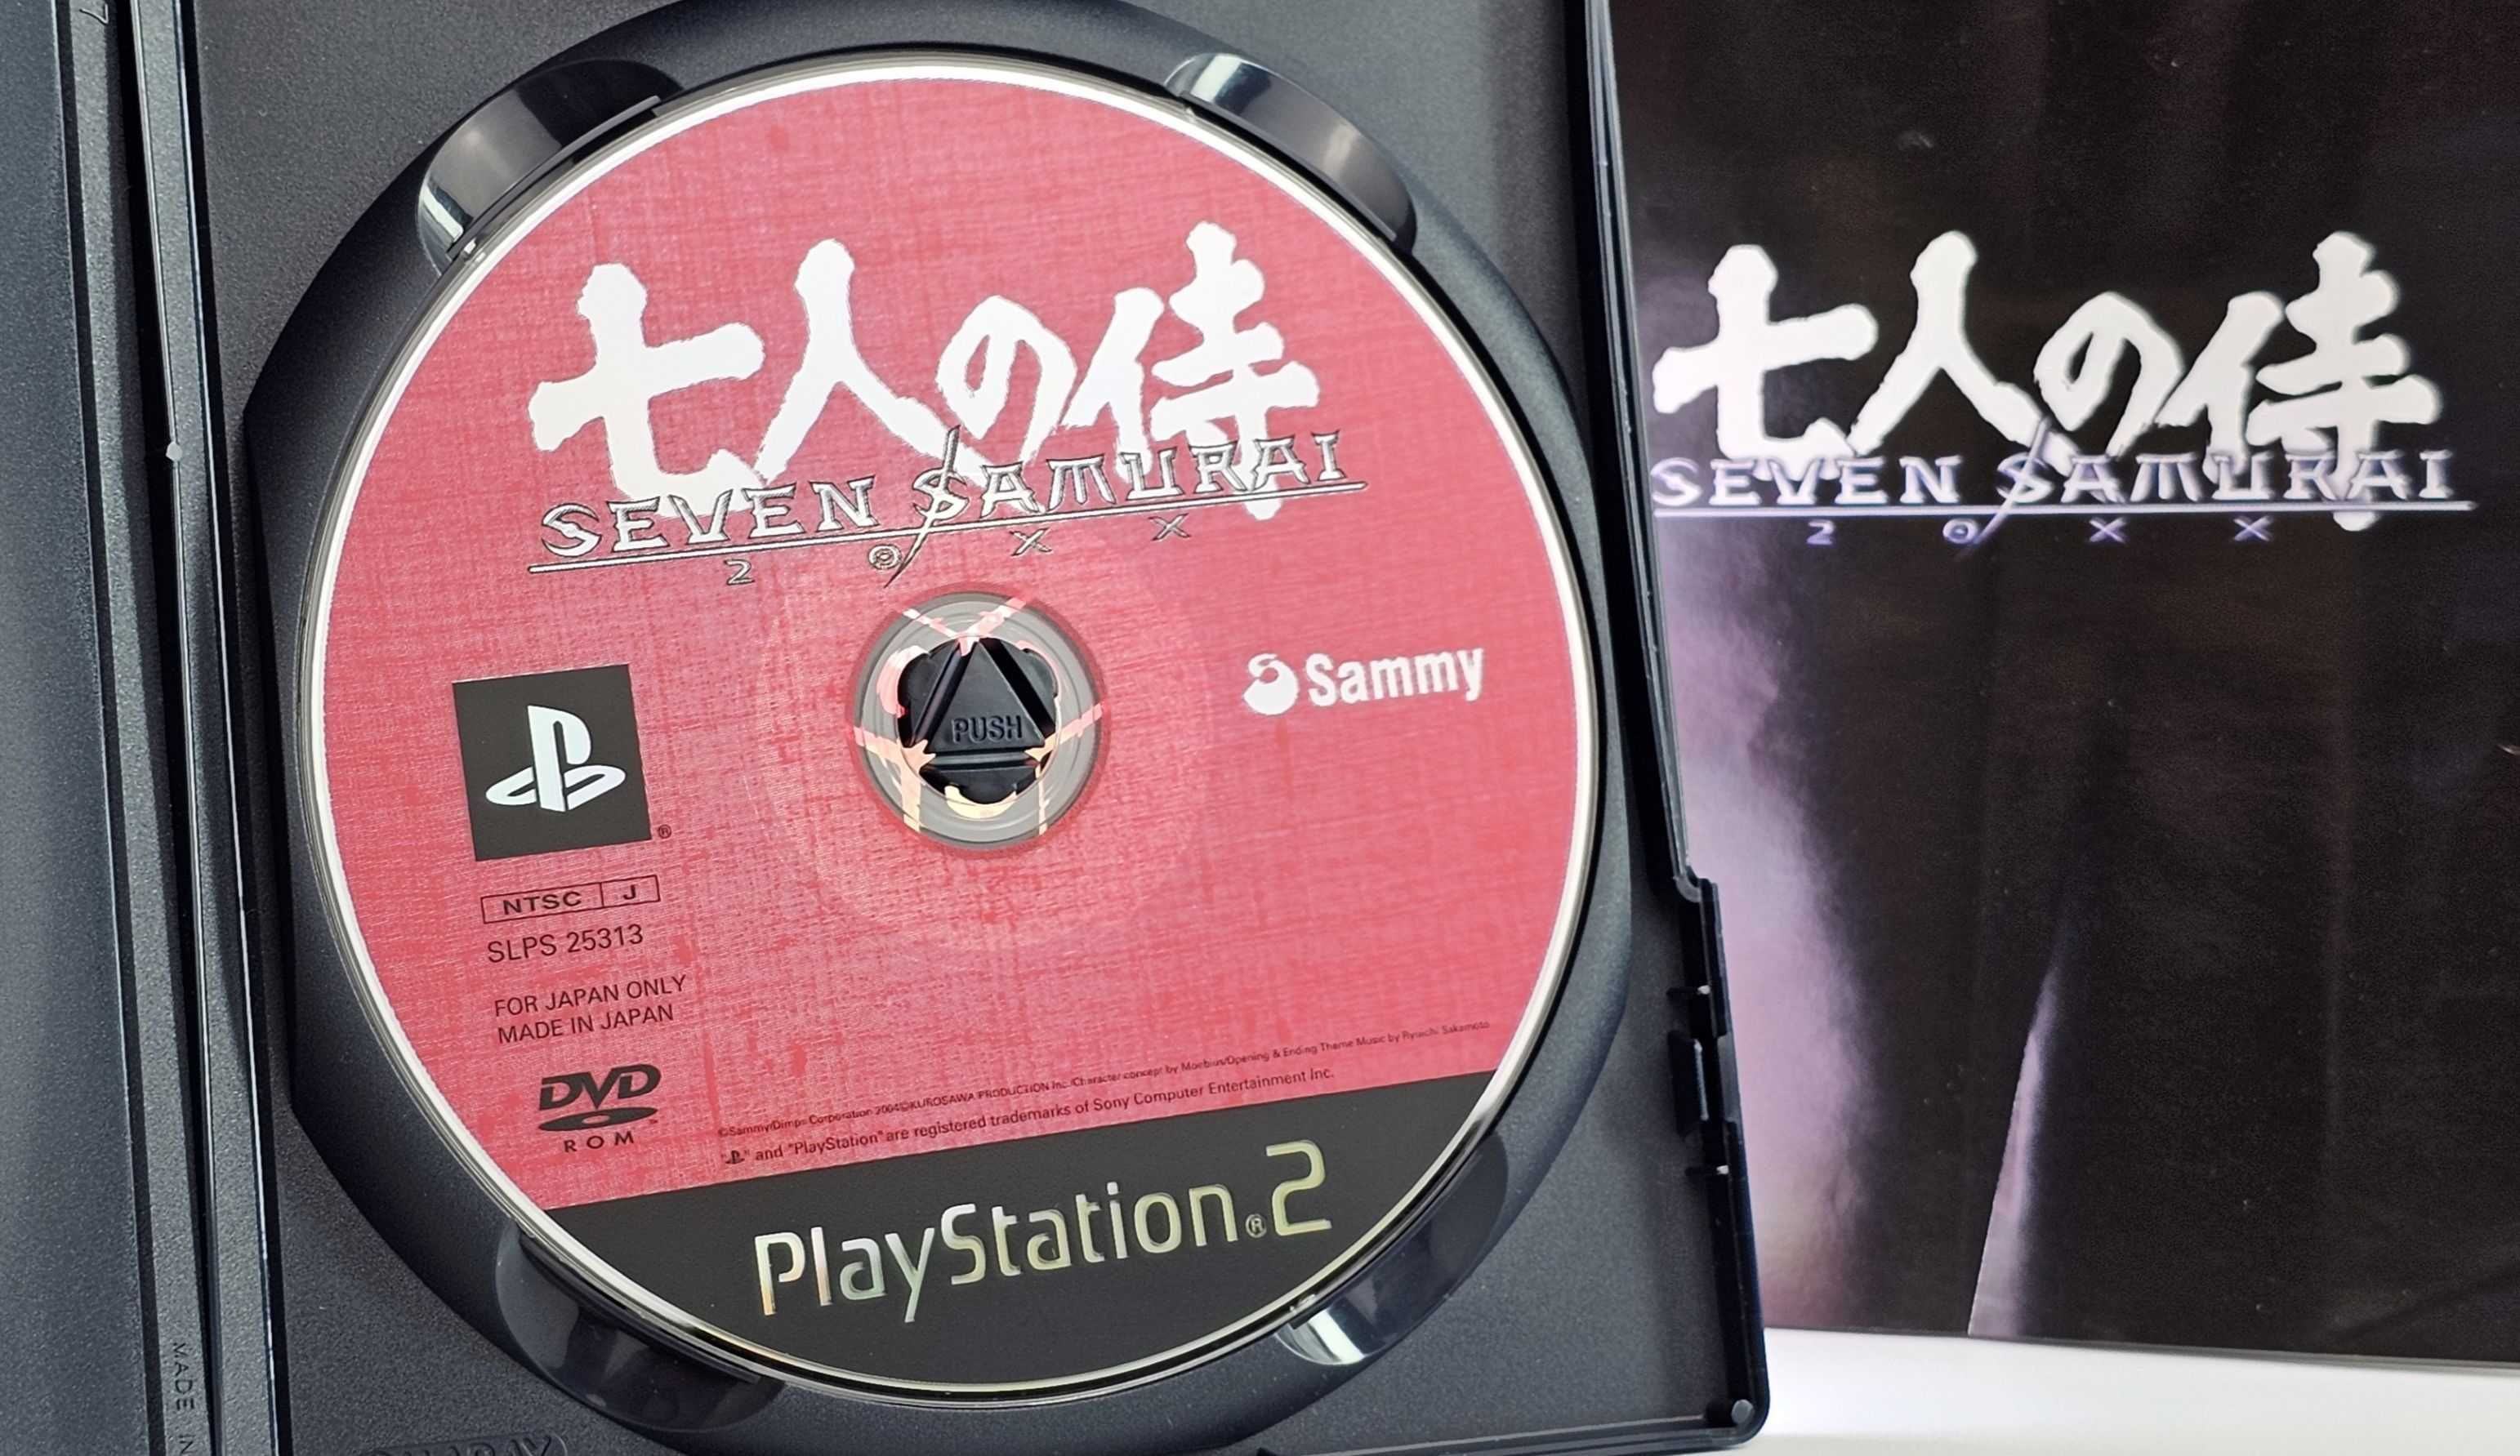 七人の侍
SEVEN SAMURAI
20XX
PUSH
Sammy
®
NTSC J
SLPS 25313
FOR JAPAN ONLY
MADE IN JAPAN
DVD
ROM
©Sammy/Dimps Corporation 2004©KUROSAWA PRODUCTION Inc./Character concept by Moebius/Opening & Ending Theme Music by Ryuichi Sakamoto
"PS" and "PlayStation" are registered trademarks of Sony Computer Entertainment Inc.
PlayStation®2
MADE IN
七人の侍
SEVEN SAMURAI
20XX